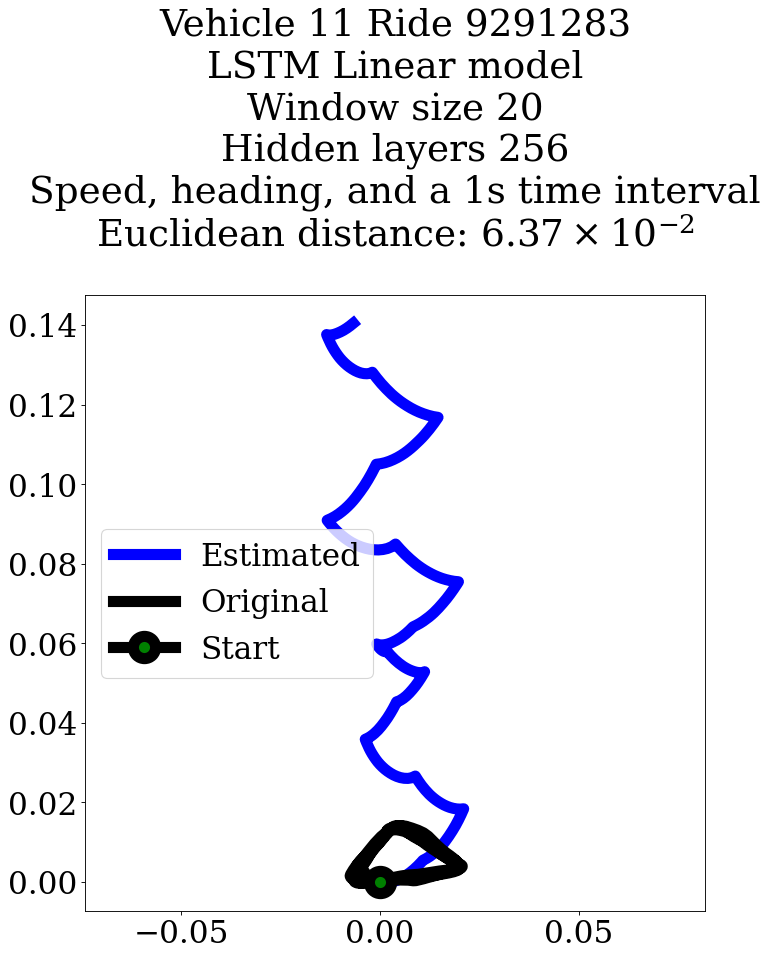 Vehicle 11 Ride 9291283
LSTM Linear model
Window size 20
Hidden layers 256
Speed, heading, and a 1s time interval
Euclidean distance: 6.37 × 10⁻²
0.14
0.12
0.10
0.08
0.06
0.04
0.02
0.00
Estimated
Original
Start
−0.05
0.00
0.05